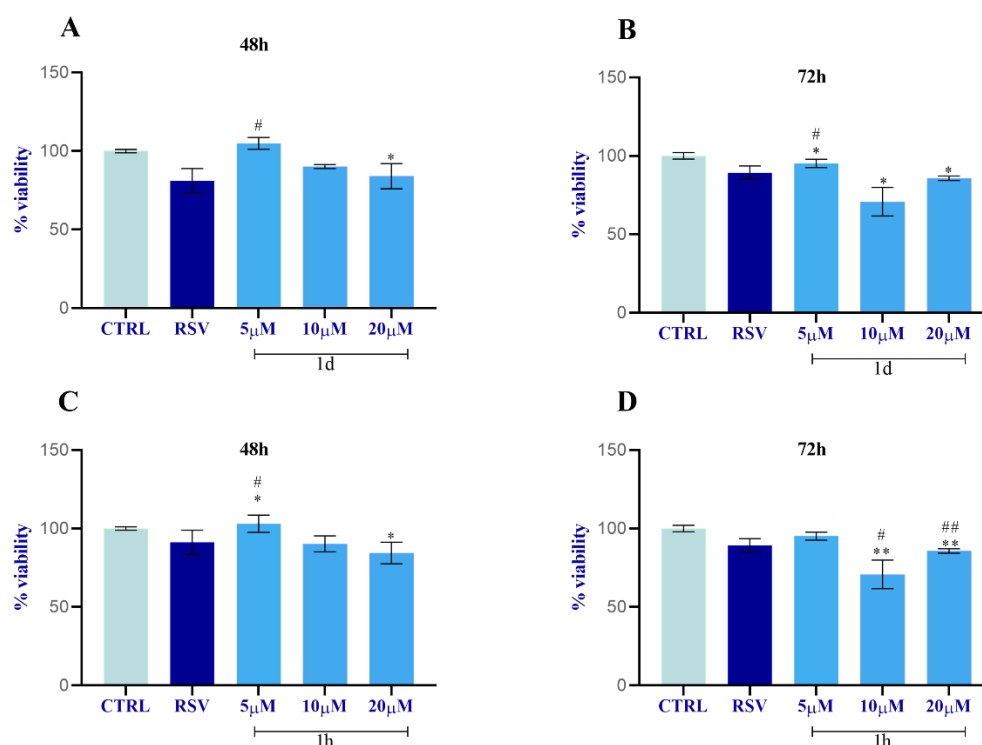 A
48h
#
*
% viability
150
100
50
0
CTRL RSV 5μM 10μM 20μM
1d
B
72h
#
*
*
*
% viability
150
100
50
0
CTRL RSV 5μM 10μM 20μM
1d
C
48h
#
*
*
% viability
150
100
50
0
CTRL RSV 5μM 10μM 20μM
1h
D
72h
# ##
** **
% viability
150
100
50
0
CTRL RSV 5μM 10μM 20μM
1h